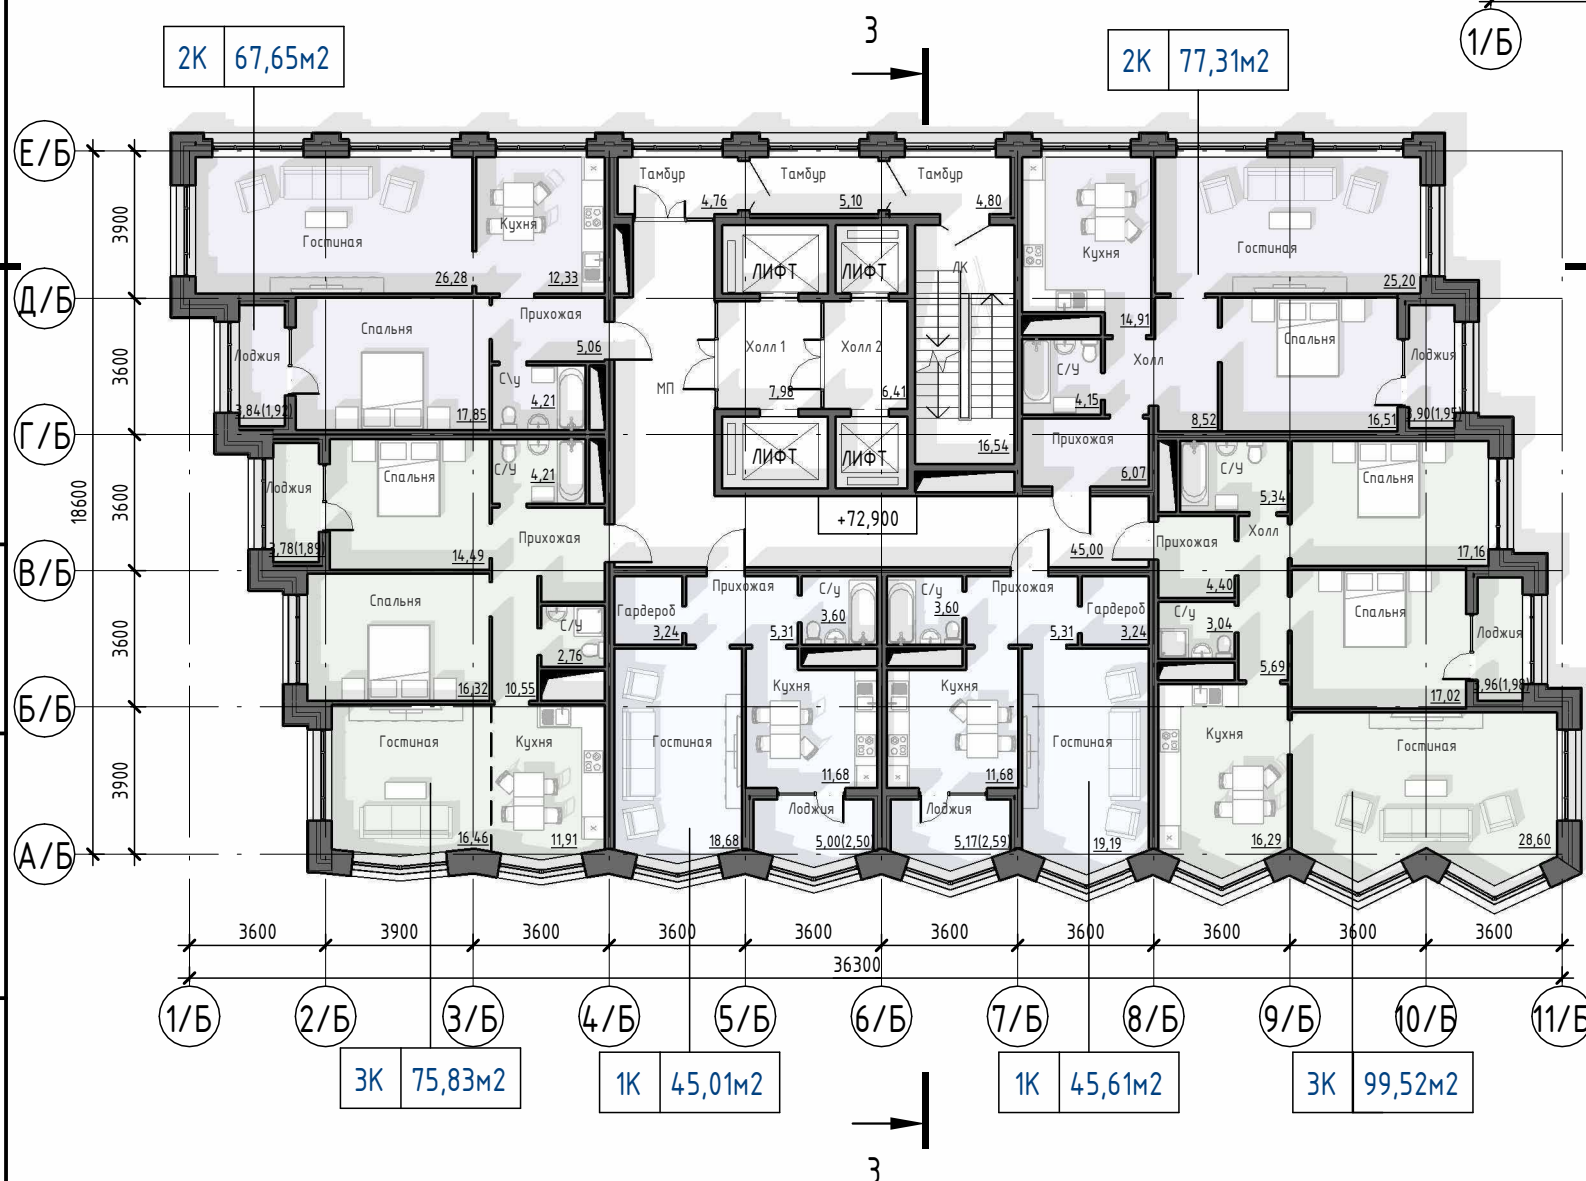 3
1/Б
2К 67,65м2
2К 77,31м2
Е/Б
Д/Б
Г/Б
В/Б
Б/Б
А/Б
3900
3600
3600
3600
3900
18600
Гостиная
26,28
Кухня
12,33
Тамбур
4,76
Тамбур
5,10
Тамбур
4,80
Кухня
14,91
Гостиная
25,20
ЛИФТ
ЛИФТ
ЛК
Лоджия
3,84(1,92)
Спальня
17,85
Прихожая
5,06
С\у
4,21
МП
Холл 1
7,98
Холл 2
6,41
16,54
С/У
4,15
Холл
8,52
Спальня
16,51
Лоджия
3,90(1,95)
Прихожая
6,07
ЛИФТ
ЛИФТ
+72,900
45,00
Лоджия
3,78(1,89)
Спальня
14,49
С/У
4,21
Прихожая
С/У
5,34
Холл
Спальня
17,16
Прихожая
4,40
Спальня
16,32
С/У
2,76
10,55
Гардероб
3,24
Прихожая
5,31
С/у
3,60
С/у
3,60
Прихожая
5,31
Гардероб
3,24
С/у
3,04
5,69
Спальня
17,02
Лоджия
3,96(1,98)
Гостиная
16,46
Кухня
11,91
Гостиная
18,68
Кухня
11,68
Лоджия
5,00(2,50)
Кухня
11,68
Лоджия
5,17(2,59)
Гостиная
19,19
Кухня
16,29
Гостиная
28,60
3600 3900 3600 3600 3600 3600 3600 3600 3600 3600
36300
1/Б 2/Б 3/Б 4/Б 5/Б 6/Б 7/Б 8/Б 9/Б 10/Б 11/Б
3К 75,83м2
1К 45,01м2
1К 45,61м2
3К 99,52м2
3